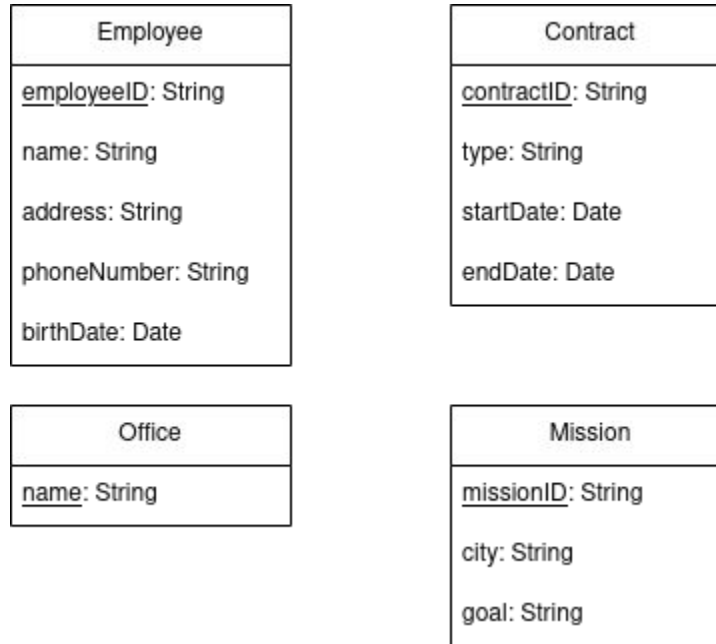 Employee
employeeID: String
name: String
address: String
phoneNumber: String
birthDate: Date
Contract
contractID: String
type: String
startDate: Date
endDate: Date
Office
name: String
Mission
missionID: String
city: String
goal: String